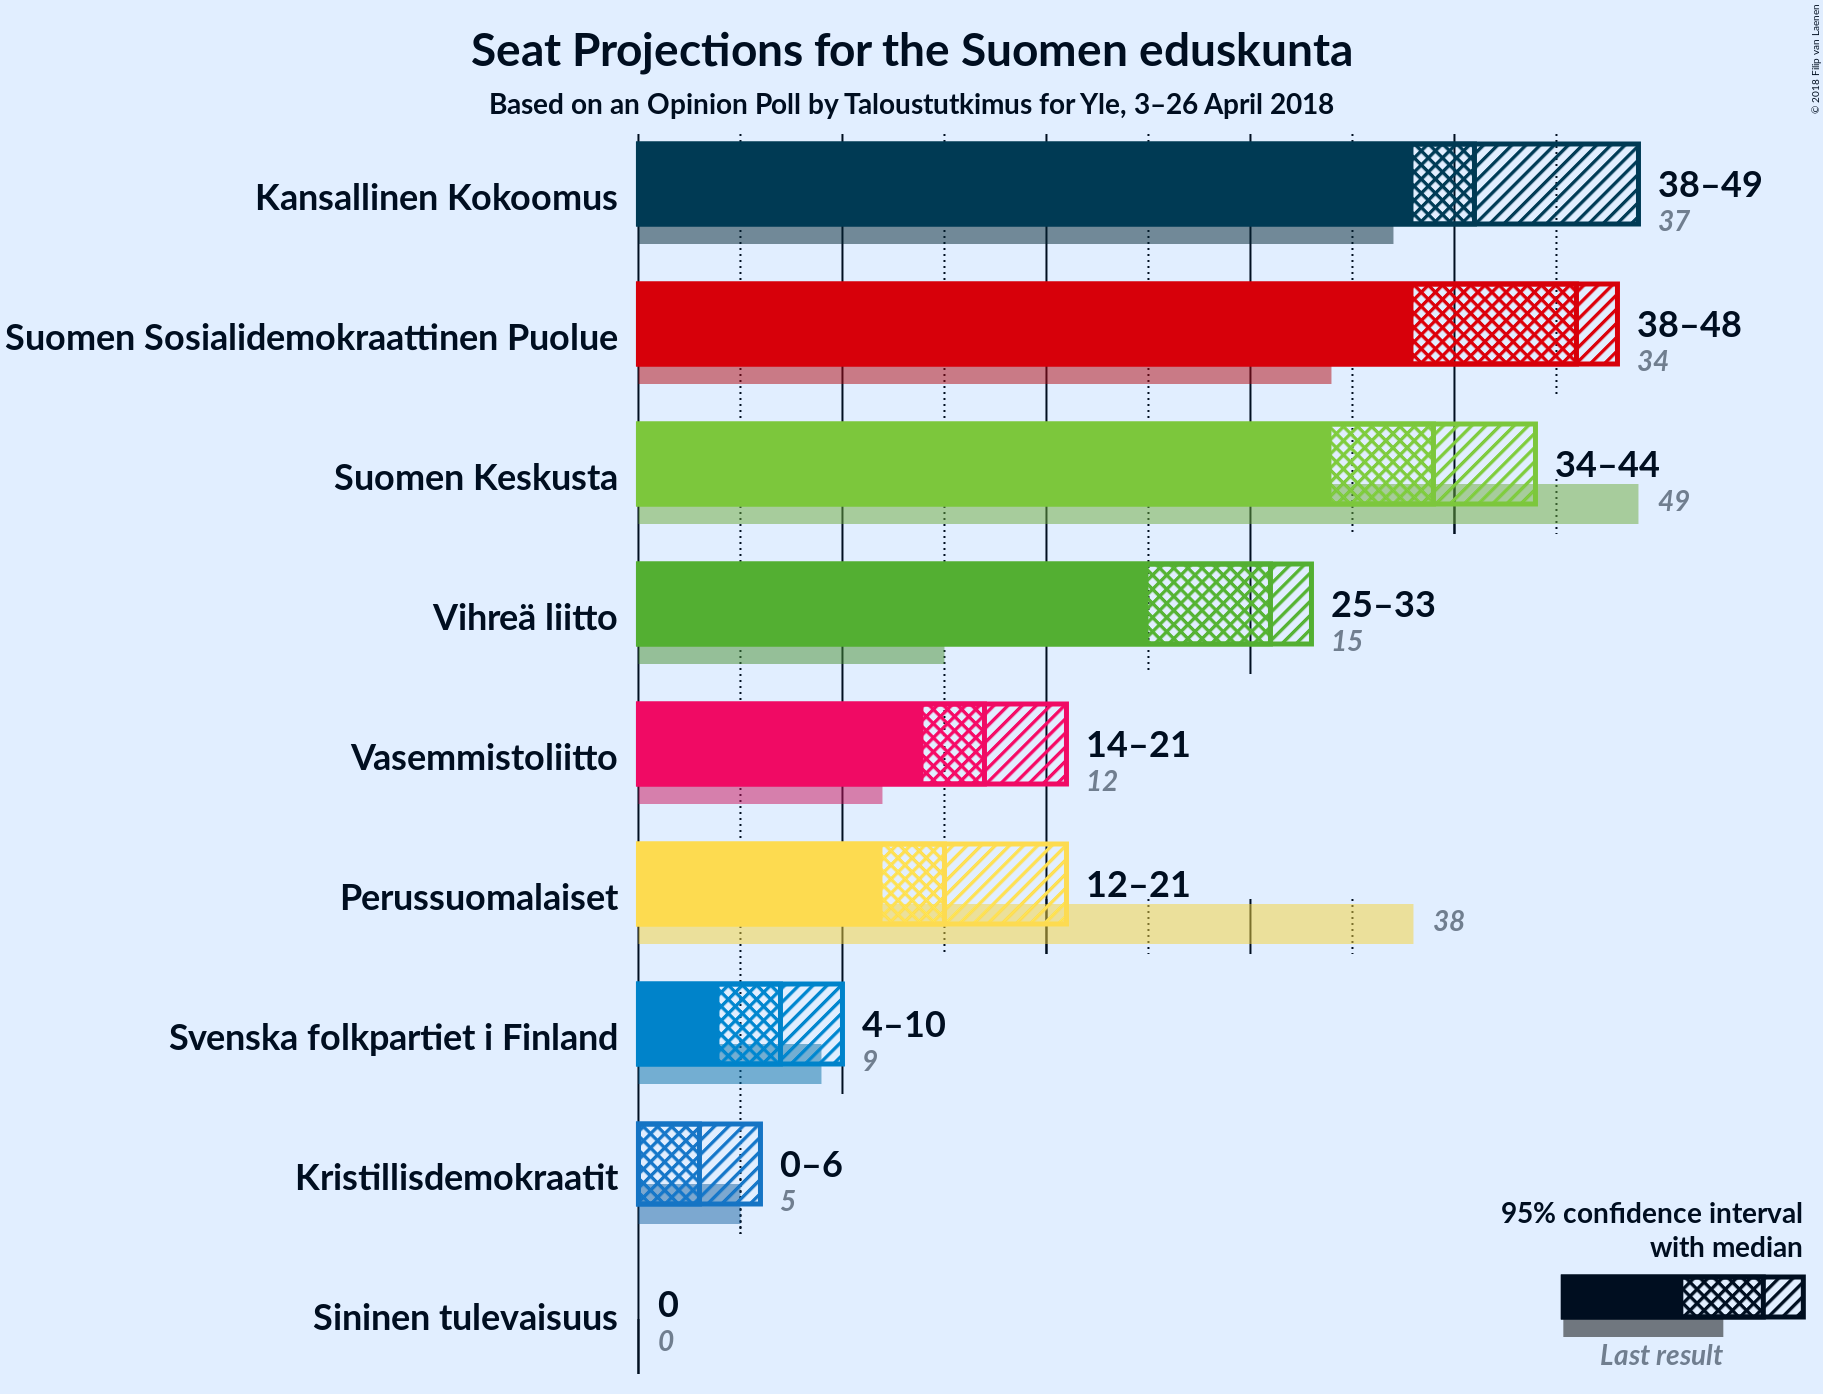 Seat Projections for the Suomen eduskunta
Based on an Opinion Poll by Taloustutkimus for Yle, 3–26 April 2018
© 2018 Filip van Laenen
Kansallinen Kokoomus
38–49
37
Suomen Sosialidemokraattinen Puolue
38–48
34
Suomen Keskusta
34–44
49
Vihreä liitto
25–33
15
Vasemmistoliitto
14–21
12
Perussuomalaiset
12–21
38
Svenska folkpartiet i Finland
4–10
9
Kristillisdemokraatit
0–6
5
Sininen tulevaisuus
0
0
95% confidence interval
with median
Last result